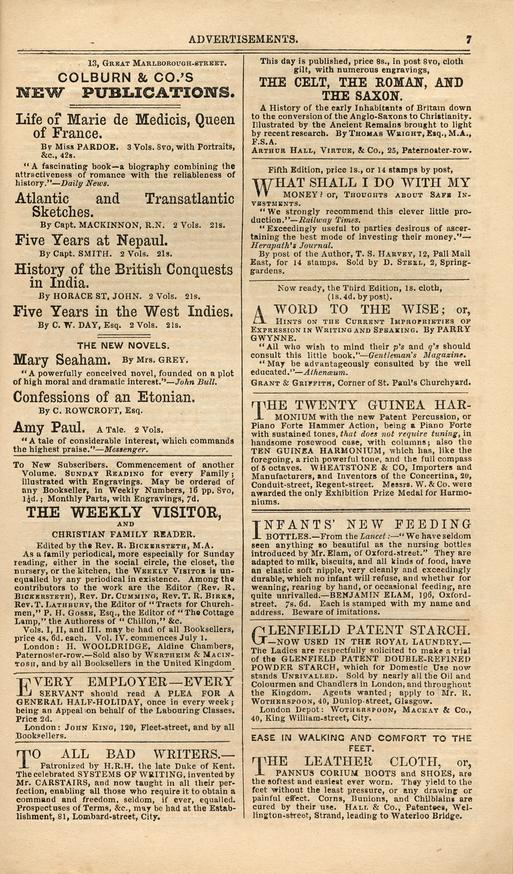 ADVERTISEMENTS.
7
13, GREAT MARLBOROUGH-STREET.
COLBURN & CO.'S
NEW PUBLICATIONS.
Life of Marie de Medicis, Queen
of France.
By Miss PARDOE. 3 Vols. 8vo, with Portraits,
&c., 42s.
"A fascinating book—a biography combining the
attractiveness of romance with the reliableness of
history."—Daily News.
Atlantic and Transatlantic
Sketches.
By Capt. MACKINNON, R.N. 2 Vols. 21s.
Five Years at Nepaul.
By Capt. SMITH. 2 Vols. 21s.
History of the British Conquests
in India.
By HORACE ST. JOHN. 2 Vols. 21s.
Five Years in the West Indies.
By C. W. DAY, Esq. 2 Vols. 21s.
THE NEW NOVELS.
Mary Seaham. By Mrs. GREY.
"A powerfully conceived novel, founded on a plot
of high moral and dramatic interest."—John Bull.
Confessions of an Etonian.
By C. ROWCROFT, Esq.
Amy Paul. A Tale. 2 Vols.
"A tale of considerable interest, which commands
the highest praise."—Messenger.
To New Subscribers. Commencement of another
Volume. SUNDAY READING for every Family;
illustrated with Engravings. May be ordered of
any Bookseller, in Weekly Numbers, 16 pp. 8vo,
1½d.; Monthly Parts, with Engravings, 7d.
THE WEEKLY VISITOR,
AND
CHRISTIAN FAMILY READER.
Edited by the Rev. R. BICKERSTETH, M.A.
As a family periodical, more especially for Sunday
reading, either in the social circle, the closet, the
nursery, or the kitchen, the WEEKLY VISITOR is un-
equalled by any periodical in existence. Among the
contributors to the work are the Editor (Rev. R.
BICKERSTETH), Rev. Dr. CUMMING, Rev. T. R. BIRKS,
Rev. T. LATHBURY, the Editor of "Tracts for Church-
men," P. H. GOSSE, Esq., the Editor of "The Cottage
Lamp," the Authoress of "Chillon," &c.
Vols. I, II, and III. may be had of all Booksellers,
price 4s. 6d. each. Vol. IV. commences July 1.
London: H. WOOLDRIDGE, Aldine Chambers,
Paternoster-row.—Sold also by WERTHEIM & MACIN-
TOSH, and by all Booksellers in the United Kingdom
EVERY EMPLOYER—EVERY
SERVANT should read A PLEA FOR A
GENERAL HALF-HOLIDAY, once in every week;
being an Appeal on behalf of the Labouring Classes.
Price 2d.
London: JOHN KING, 120, Fleet-street, and by all
Booksellers.
TO ALL BAD WRITERS.—
Patronized by H.R.H. the late Duke of Kent.
The celebrated SYSTEMS OF WRITING, invented by
Mr. CARSTAIRS, and now taught in all their per-
fection, enabling all those who require it to obtain a
command and freedom, seldom, if ever, equalled.
Prospectuses of Terms, &c., may be had at the Estab-
lishment, 81, Lombard-street, City.
This day is published, price 8s., in post 8vo, cloth
gilt, with numerous engravings,
THE CELT, THE ROMAN, AND
THE SAXON.
A History of the early Inhabitants of Britain down
to the conversion of the Anglo-Saxons to Christianity.
Illustrated by the Ancient Remains brought to light
by recent research. By THOMAS WRIGHT, Esq., M.A.,
F.S.A.
ARTHUR HALL, VIRTUE, & Co., 25, Paternoster-row.
Fifth Edition, price 1s., or 14 stamps by post,
WHAT SHALL I DO WITH MY
MONEY? or, THOUGHTS ABOUT SAFE IN-
VESTMENTS.
"We strongly recommend this clever little pro-
duction."—Railway Times.
"Exceedingly useful to parties desirous of ascer-
taining the best mode of investing their money."—
Herapath's Journal.
By post of the Author, T. S. HARVEY, 12, Pall Mall
East, for 14 stamps. Sold by D. STEEL, 2, Spring-
gardens.
Now ready, the Third Edition, 1s. cloth,
(1s. 4d. by post).
A WORD TO THE WISE; or,
HINTS ON THE CURRENT IMPROPRIETIES OF
EXPRESSION IN WRITING AND SPEAKING. By PARRY
GWYNNE.
"All who wish to mind their p's and q's should
consult this little book."—Gentleman's Magazine.
"May be advantageously consulted by the well
educated."—Athenæum.
GRANT & GRIFFITH, Corner of St. Paul's Churchyard.
THE TWENTY GUINEA HAR-
MONIUM with the new Patent Percussion, or
Piano Forte Hammer Action, being a Piano Forte
with sustained tones, that does not require tuning, in
handsome rosewood case, with columns; also the
TEN GUINEA HARMONIUM, which has, like the
foregoing, a rich powerful tone, and the full compass
of 5 octaves. WHEATSTONE & CO, Importers and
Manufacturers, and Inventors of the Concertina, 20,
Conduit-street, Regent-street. Messrs. W. & Co. were
awarded the only Exhibition Prize Medal for Harmo-
niums.
INFANTS' NEW FEEDING
BOTTLES.—From the Lancet:—"We have seldom
seen anything so beautiful as the nursing bottles
introduced by Mr. Elam, of Oxford-street." They are
adapted to milk, biscuits, and all kinds of food, have
an elastic soft nipple, very cleanly and exceedingly
durable, which no infant will refuse, and whether for
weaning, rearing by hand, or occasional feeding, are
quite unrivalled.—BENJAMIN ELAM, 196, Oxford-
street. 7s. 6d. Each is stamped with my name and
address. Beware of imitations.
GLENFIELD PATENT STARCH.
—NOW USED IN THE ROYAL LAUNDRY.—
The Ladies are respectfully solicited to make a trial
of the GLENFIELD PATENT DOUBLE-REFINED
POWDER STARCH, which for Domestic Use now
stands UNRIVALED. Sold by nearly all the Oil and
Colourmen and Chandlers in London, and throughout
the Kingdom. Agents wanted; apply to Mr. R.
WOTHERSPOON, 40, Dunlop-street, Glasgow.
London Depot: WOTHERSPOON, MACKAY & Co.,
40, King William-street, City.
EASE IN WALKING AND COMFORT TO THE
FEET.
THE LEATHER CLOTH, or,
PANNUS CORIUM BOOTS and SHOES, are
the softest and easiest ever worn. They yield to the
feet without the least pressure, or any drawing or
painful effect. Corns, Bunions, and Chilblains are
cured by their use. HALL & Co., Patentees, Wel-
lington-street, Strand, leading to Waterloo Bridge.